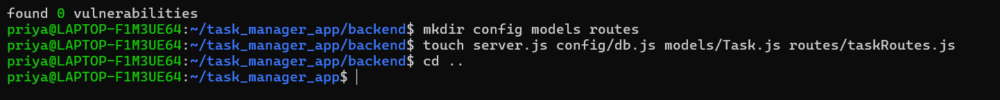 found 0 vulnerabilities
priya@LAPTOP-F1M3UE64:~/task_manager_app/backend$ mkdir config models routes
priya@LAPTOP-F1M3UE64:~/task_manager_app/backend$ touch server.js config/db.js models/Task.js routes/taskRoutes.js
priya@LAPTOP-F1M3UE64:~/task_manager_app/backend$ cd ..
priya@LAPTOP-F1M3UE64:~/task_manager_app$